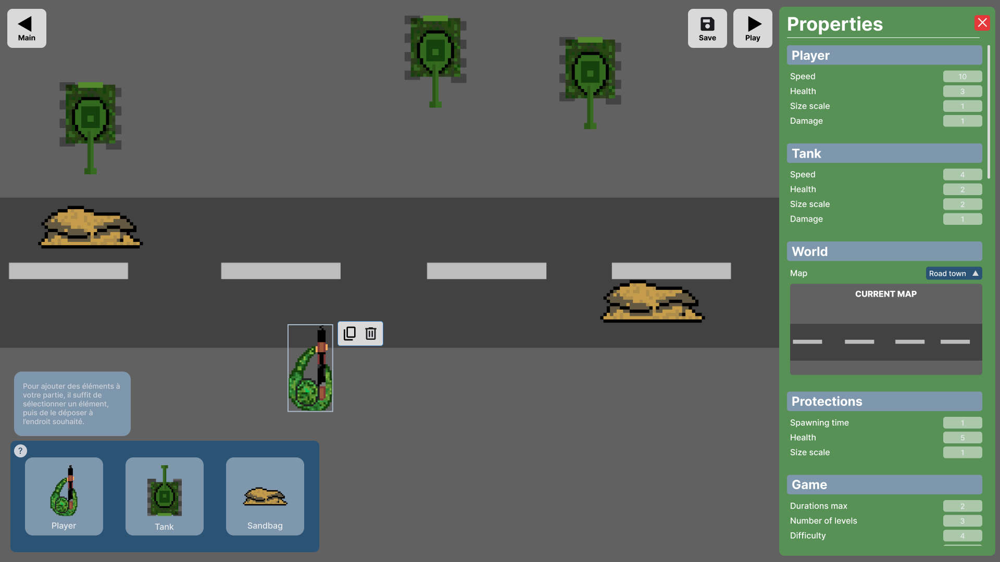 Main
Save
Play
Properties
Player
Speed 10
Health 3
Size scale 1
Damage 1
Tank
Speed 4
Health 2
Size scale 2
Damage 1
World
Map Road town
CURRENT MAP
Protections
Spawning time 1
Health 5
Size scale 1
Game
Durations max 2
Number of levels 3
Difficulty 4
Pour ajouter des éléments à
votre partie, il suffit de
sélectionner un élément,
puis de le déposer à
l'endroit souhaité.
?
Player
Tank
Sandbag